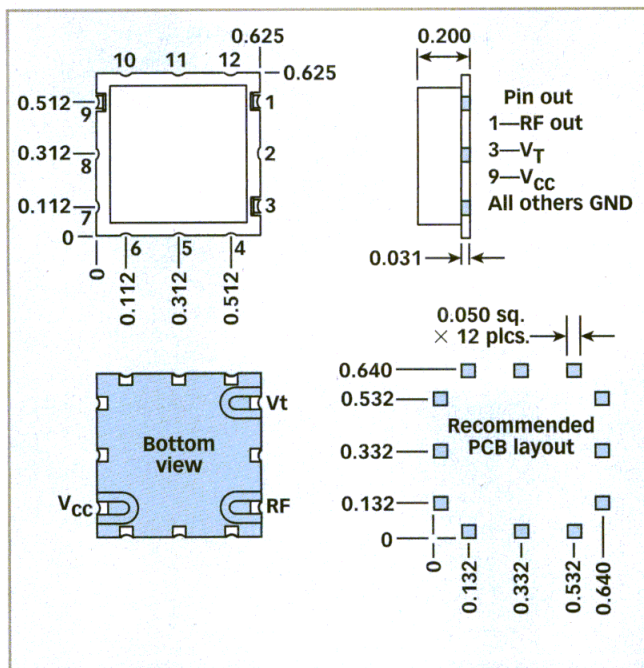 0.625
10 11 12
0.625
0.512
9
1
0.312
8
2
0.112
7
3
0
6 5 4
0
0.112
0.312
0.512
0.200
Pin out
1—RF out
3—VT
9—VCC
All others GND
0.031
Bottom
view
Vt
VCC
RF
0.050 sq.
× 12 plcs.
0.640
0.532
Recommended
PCB layout
0.332
0.132
0
0
0.132
0.332
0.532
0.640